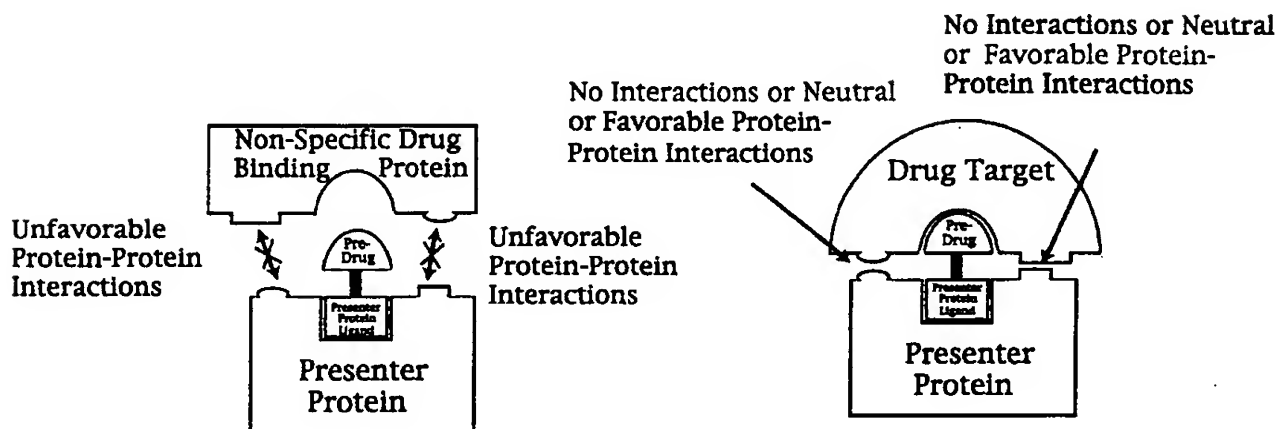 No Interactions or Neutral
or Favorable Protein-
Protein Interactions
No Interactions or Neutral
or Favorable Protein-
Protein Interactions
Non-Specific Drug
Binding Protein
Drug Target
Unfavorable
Protein-Protein
Interactions
Pre-
Drug
Unfavorable
Protein-Protein
Interactions
Pre-
Drug
Presenter
Protein
Ligand
Presenter
Protein
Ligand
Presenter
Protein
Presenter
Protein